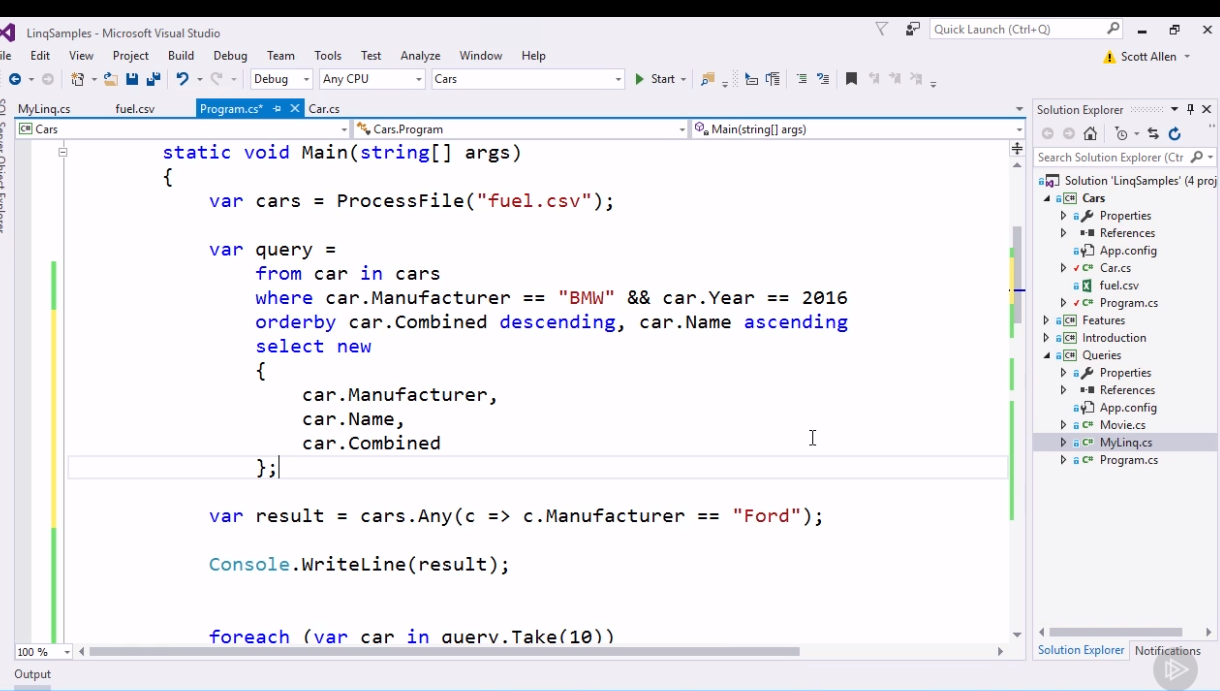 LinqSamples - Microsoft Visual Studio
Quick Launch (Ctrl+Q)
ile Edit View Project Build Debug Team Tools Test Analyze Window Help
Scott Allen
Debug Any CPU Cars Start
MyLinq.cs fuel.csv Program.cs* Car.cs
Cars Cars.Program Main(string[] args)
SQL Server Object Explorer
static void Main(string[] args)
{
var cars = ProcessFile("fuel.csv");
var query =
from car in cars
where car.Manufacturer == "BMW" && car.Year == 2016
orderby car.Combined descending, car.Name ascending
select new
{
car.Manufacturer,
car.Name,
car.Combined
};
var result = cars.Any(c => c.Manufacturer == "Ford");
Console.WriteLine(result);
foreach (var car in query.Take(10))
100 %
Output
Solution Explorer
Search Solution Explorer (Ctr
Solution 'LinqSamples' (4 proj
C# Cars
Properties
References
App.config
C# Car.cs
fuel.csv
C# Program.cs
C# Features
C# Introduction
C# Queries
Properties
References
App.config
C# Movie.cs
C# MyLinq.cs
C# Program.cs
Solution Explorer Notifications